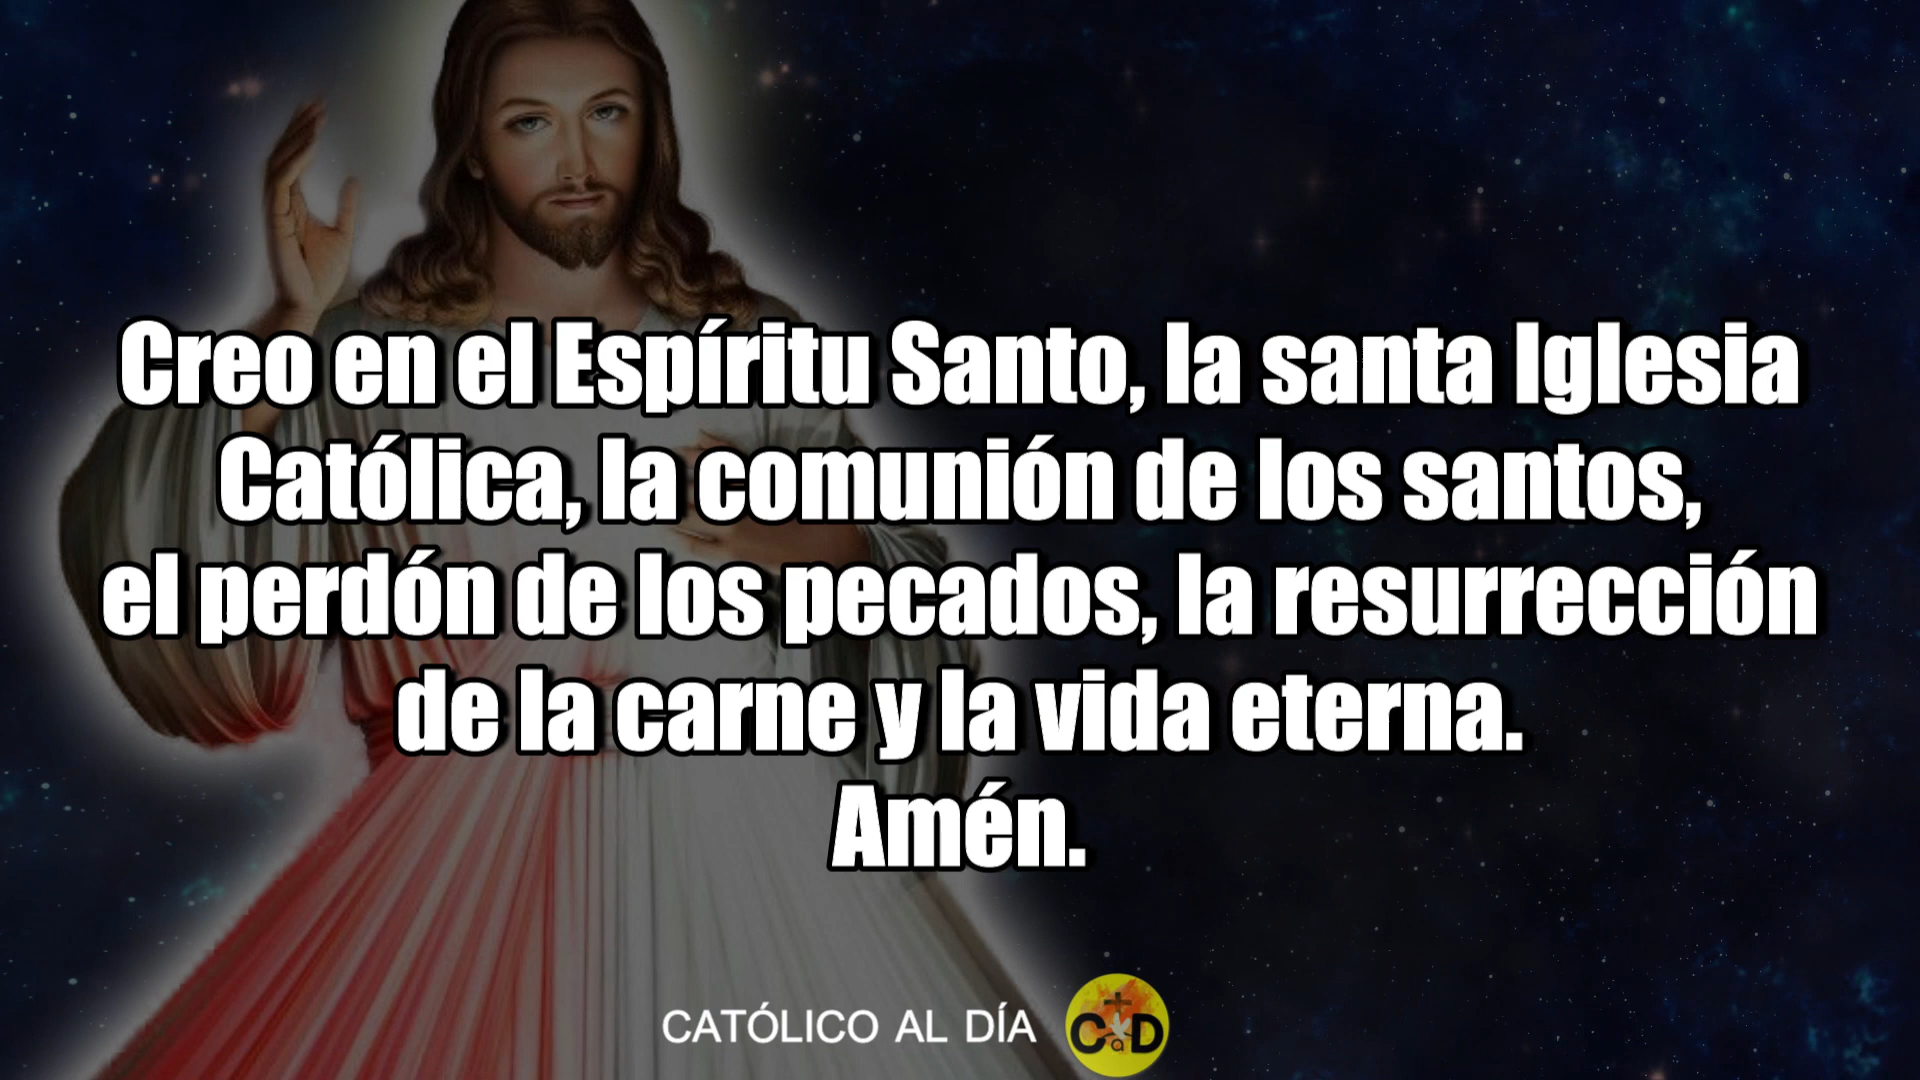 Creo en el Espíritu Santo, la santa Iglesia
Católica, la comunión de los santos,
el perdón de los pecados, la resurrección
de la carne y la vida eterna.
Amén.
CATÓLICO AL DÍA
CaD